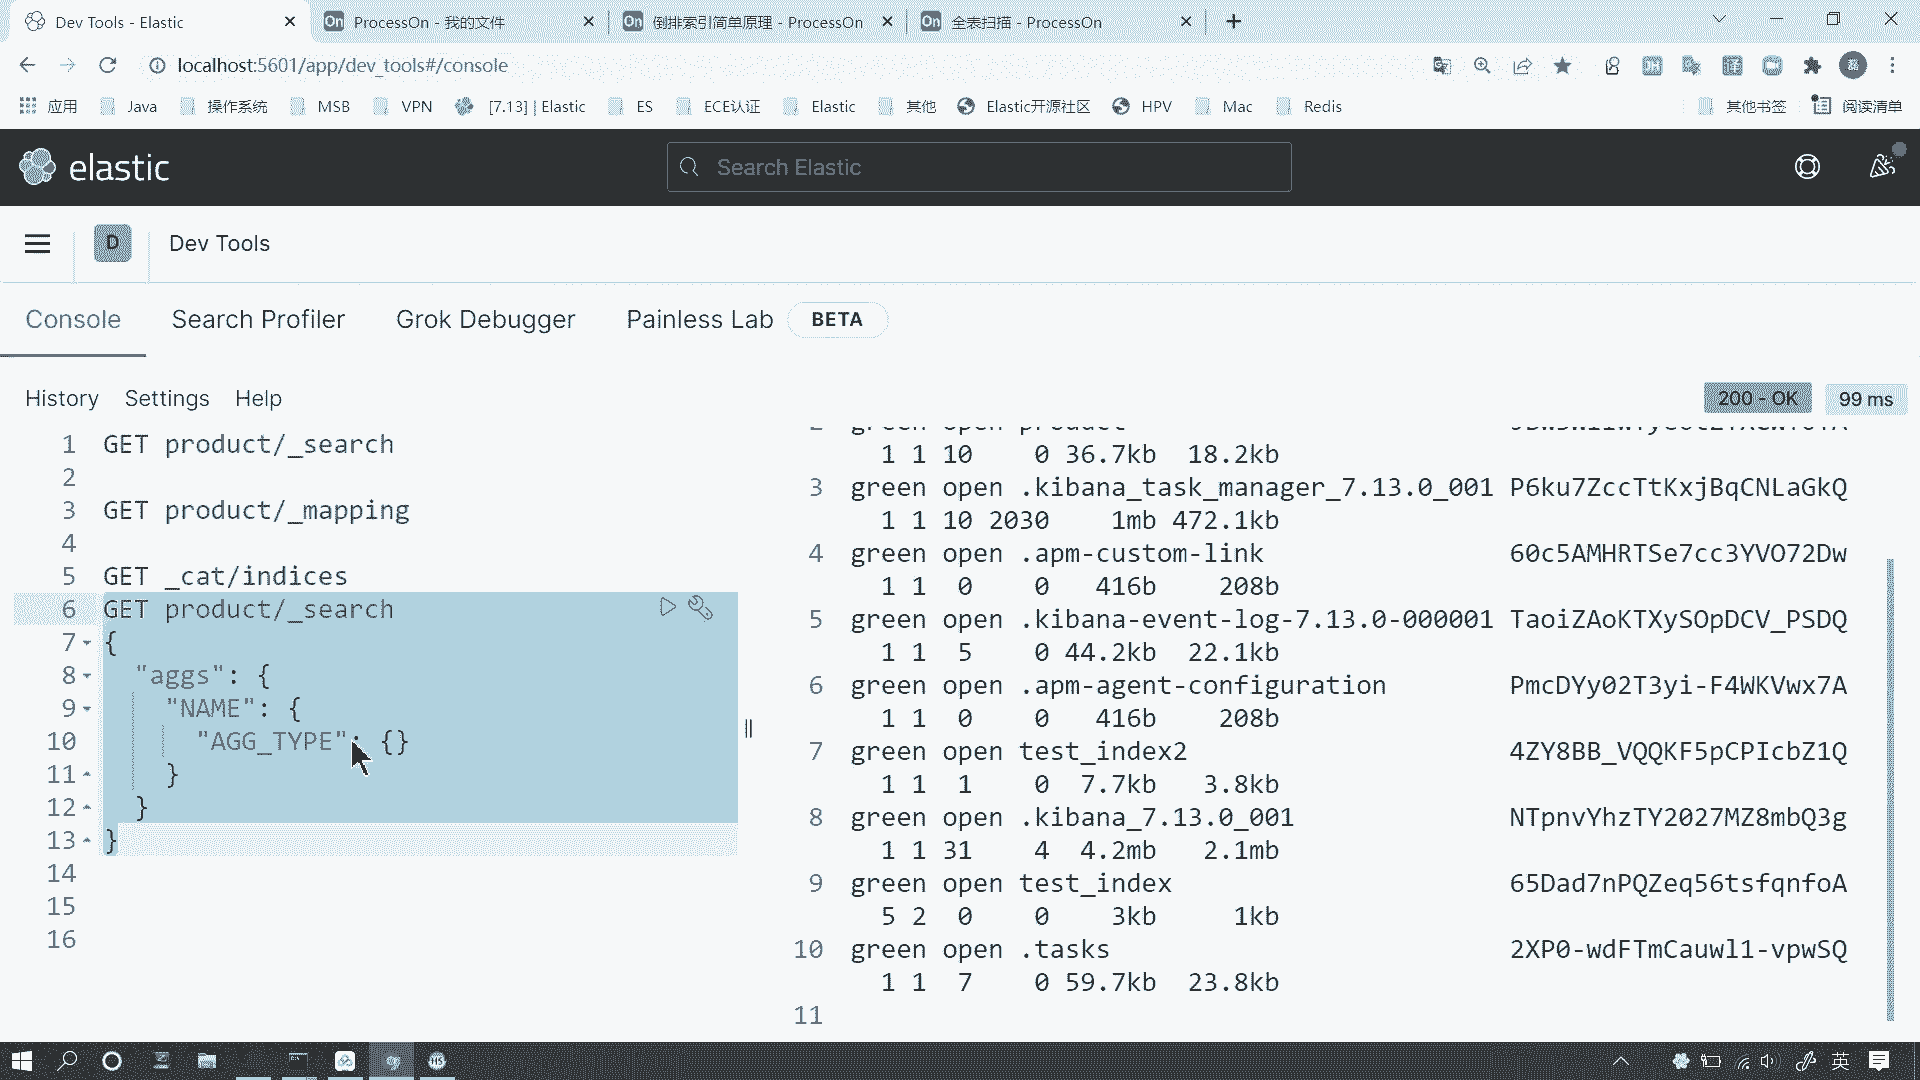 Dev Tools - Elastic
ProcessOn - 我的文件
倒排索引简单原理 - ProcessOn
全表扫描 - ProcessOn
localhost:5601/app/dev_tools#/console
应用 Java 操作系统 MSB VPN [7.13] | Elastic ES ECE认证 Elastic 其他 Elastic开源社区 HPV Mac Redis 其他书签 阅读清单
elastic
Search Elastic
D Dev Tools
Console Search Profiler Grok Debugger Painless Lab BETA
History Settings Help
200 - OK 99 ms
1 GET product/_search
2
3 GET product/_mapping
4
5 GET _cat/indices
6 GET product/_search
7 {
8 "aggs": {
9 "NAME": {
10 "AGG_TYPE": {}
11 }
12 }
13 }
14
15
16
2 green open product
1 1 10 0 36.7kb 18.2kb
3 green open .kibana_task_manager_7.13.0_001 P6ku7ZccTtKxjBqCNLaGkQ
1 1 10 2030 1mb 472.1kb
4 green open .apm-custom-link 60c5AMHRTSe7cc3YVO72Dw
1 1 0 0 416b 208b
5 green open .kibana-event-log-7.13.0-000001 TaoiZAoKTXySOpDCV_PSDQ
1 1 5 0 44.2kb 22.1kb
6 green open .apm-agent-configuration PmcDYy02T3yi-F4WKVwx7A
1 1 0 0 416b 208b
7 green open test_index2 4ZY8BB_VQQKF5pCPIcbZ1Q
1 1 1 0 7.7kb 3.8kb
8 green open .kibana_7.13.0_001 NTpnvYhzTY2027MZ8mbQ3g
1 1 31 4 4.2mb 2.1mb
9 green open test_index 65Dad7nPQZeq56tsfqnfoA
5 2 0 0 3kb 1kb
10 green open .tasks 2XP0-wdFTmCauwl1-vpwSQ
1 1 7 0 59.7kb 23.8kb
11
英